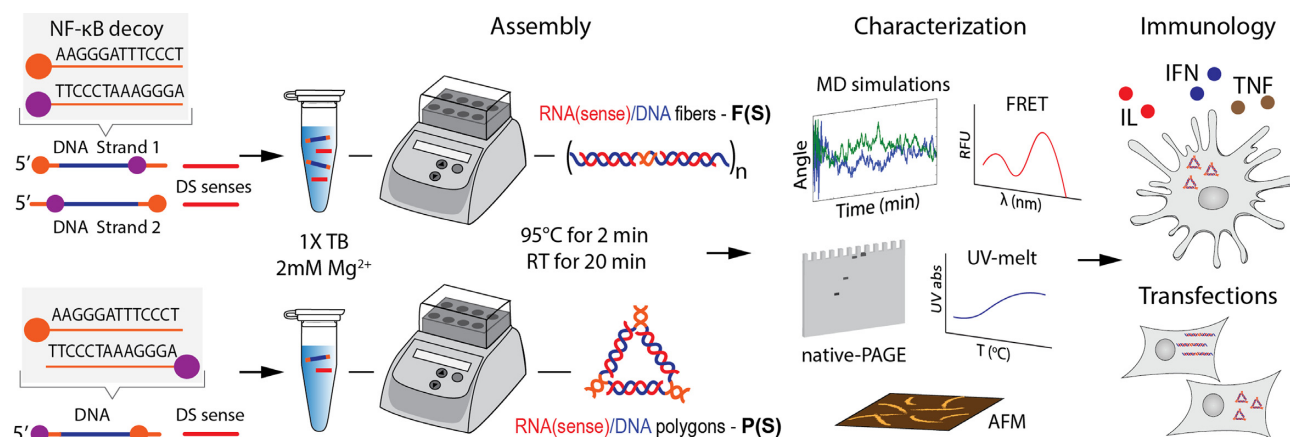 NF-κB decoy
AAGGGATTTCCCT
TTCCCTAAAGGGA
DNA Strand 1
5′
DS senses
5′
DNA Strand 2
AAGGGATTTCCCT
TTCCCTAAAGGGA
DNA
DS sense
5′
Assembly
1X TB
2mM Mg²⁺
RNA(sense)/DNA fibers - F(S)
n
95°C for 2 min
RT for 20 min
RNA(sense)/DNA polygons - P(S)
Characterization
MD simulations
Angle
Time (min)
FRET
RFU
λ (nm)
native-PAGE
UV-melt
UV abs
T (°C)
AFM
Immunology
IFN
TNF
IL
Transfections